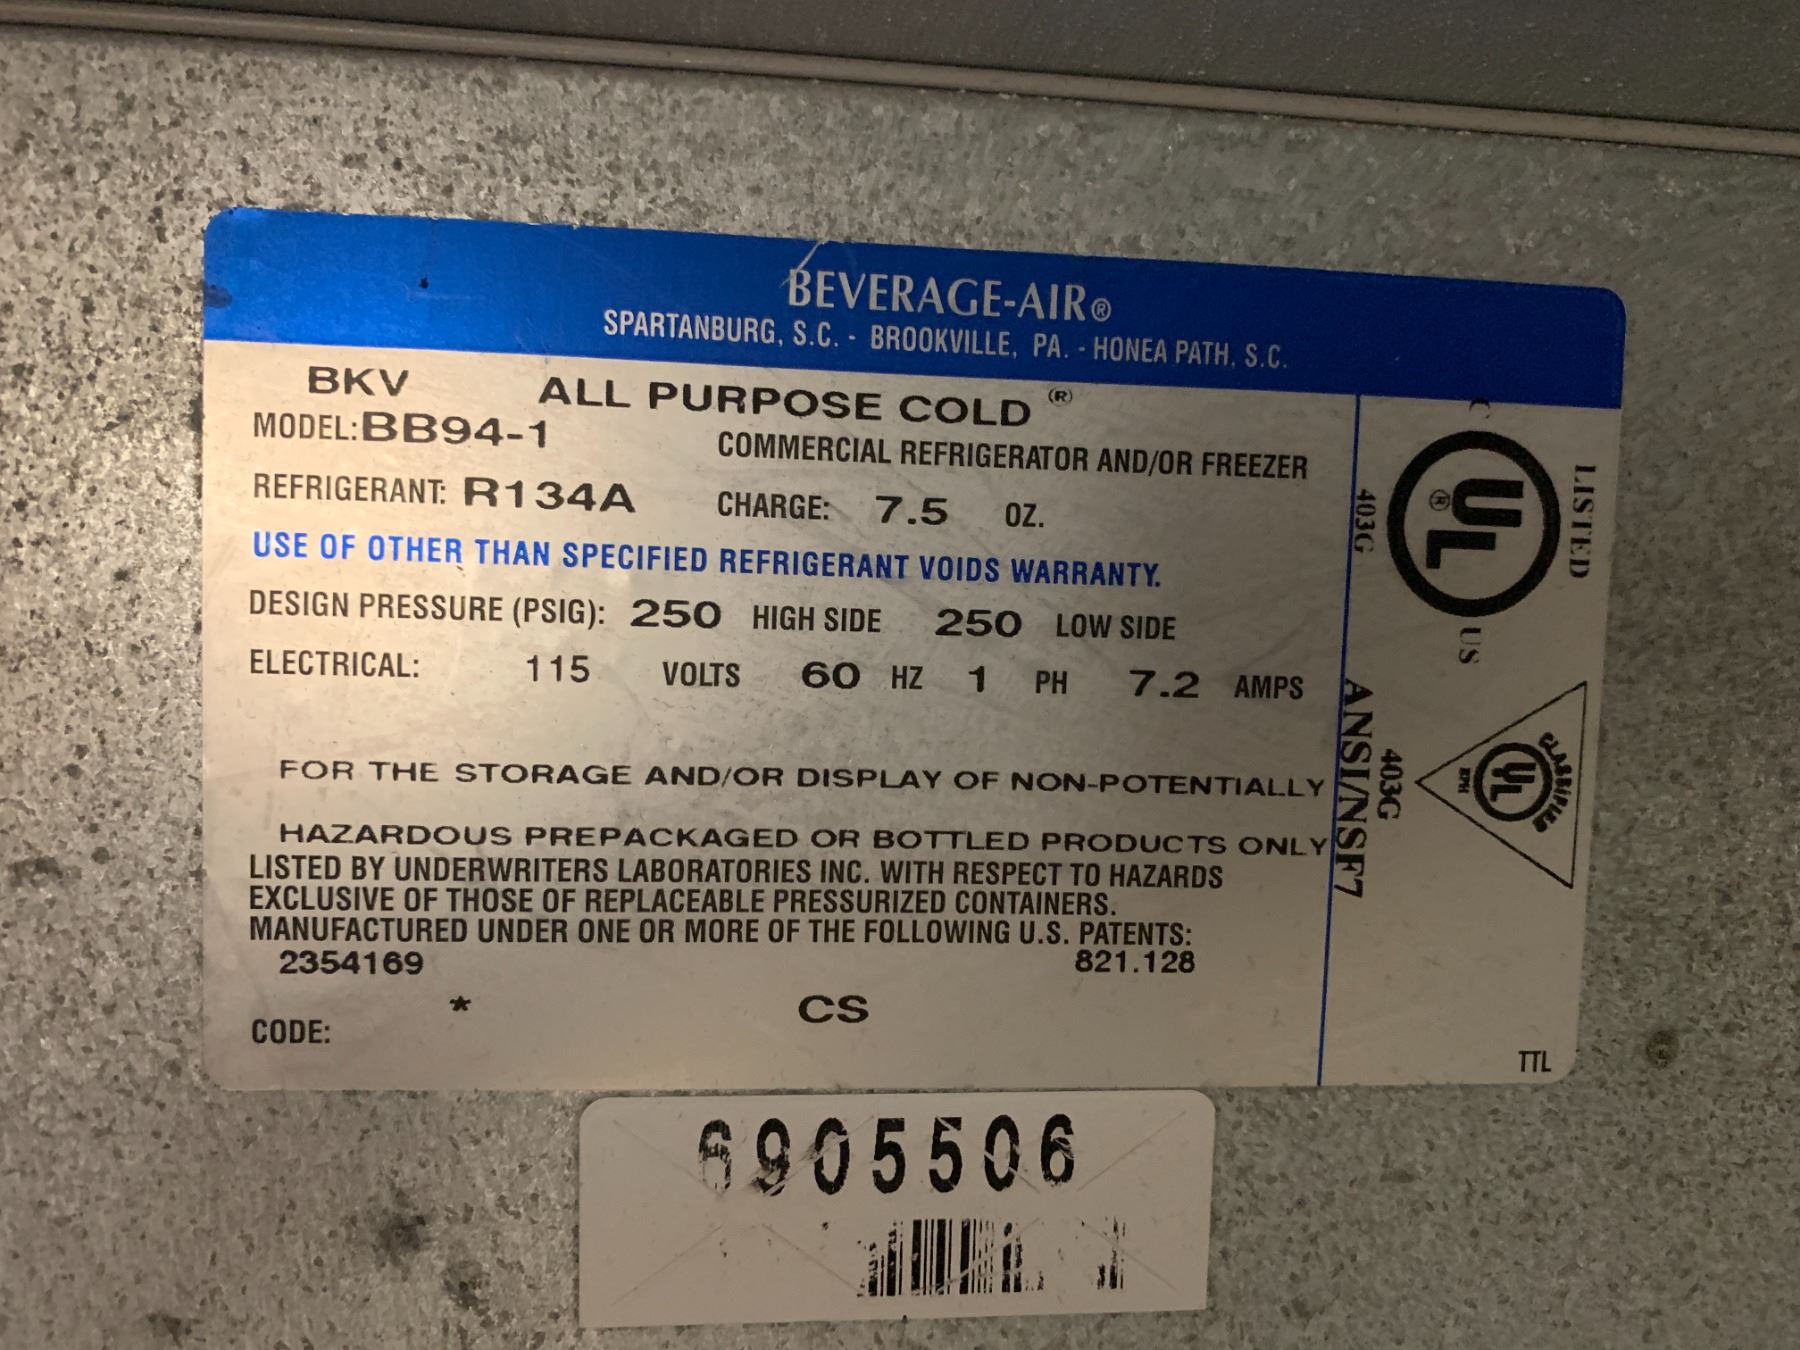 BEVERAGE-AIR®
SPARTANBURG, S.C. - BROOKVILLE, PA. - HONEA PATH, S.C.
BKV ALL PURPOSE COLD ®
MODEL: BB94-1
COMMERCIAL REFRIGERATOR AND/OR FREEZER
REFRIGERANT: R134A CHARGE: 7.5 OZ.
USE OF OTHER THAN SPECIFIED REFRIGERANT VOIDS WARRANTY.
DESIGN PRESSURE (PSIG): 250 HIGH SIDE 250 LOW SIDE
ELECTRICAL: 115 VOLTS 60 HZ 1 PH 7.2 AMPS
FOR THE STORAGE AND/OR DISPLAY OF NON-POTENTIALLY
HAZARDOUS PREPACKAGED OR BOTTLED PRODUCTS ONLY
LISTED BY UNDERWRITERS LABORATORIES INC. WITH RESPECT TO HAZARDS
EXCLUSIVE OF THOSE OF REPLACEABLE PRESSURIZED CONTAINERS.
MANUFACTURED UNDER ONE OR MORE OF THE FOLLOWING U.S. PATENTS:
2354169 821.128
* CS
CODE:
LISTED
C UL® US
403G
CLASSIFIED
UL
EPH
403G
ANSI/NSF7
TTL
6905506